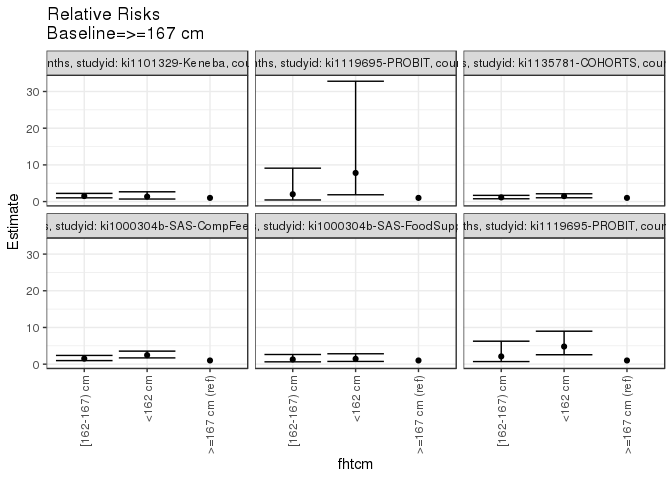 Relative Risks
Baseline=>=167 cm
nths, studyid: ki1101329-Keneba, cou
nths, studyid: ki1119695-PROBIT, coun
s, studyid: ki1135781-COHORTS, coun
30
20
10
0
s, studyid: ki1000304b-SAS-CompFee
, studyid: ki1000304b-SAS-FoodSupp
ths, studyid: ki1119695-PROBIT, coun
30
20
10
0
Estimate
[162-167) cm
<162 cm
>=167 cm (ref)
[162-167) cm
<162 cm
>=167 cm (ref)
[162-167) cm
<162 cm
>=167 cm (ref)
fhtcm